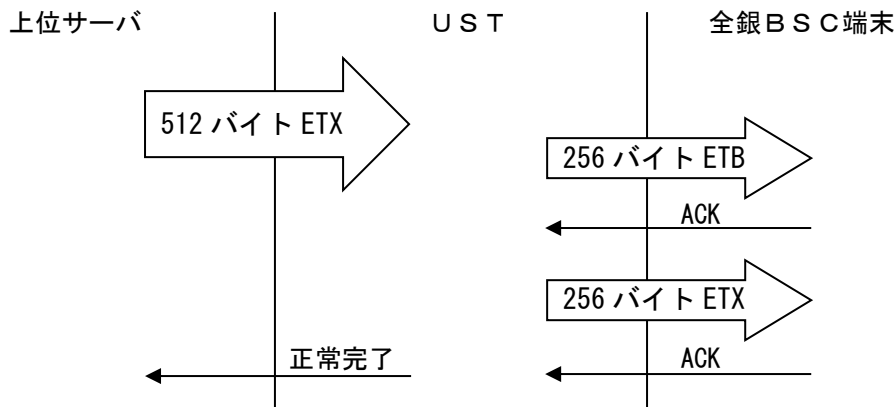 上位サーバ
ＵＳＴ
全銀ＢＳＣ端末
512 バイト ETX
256 バイト ETB
ACK
256 バイト ETX
正常完了
ACK